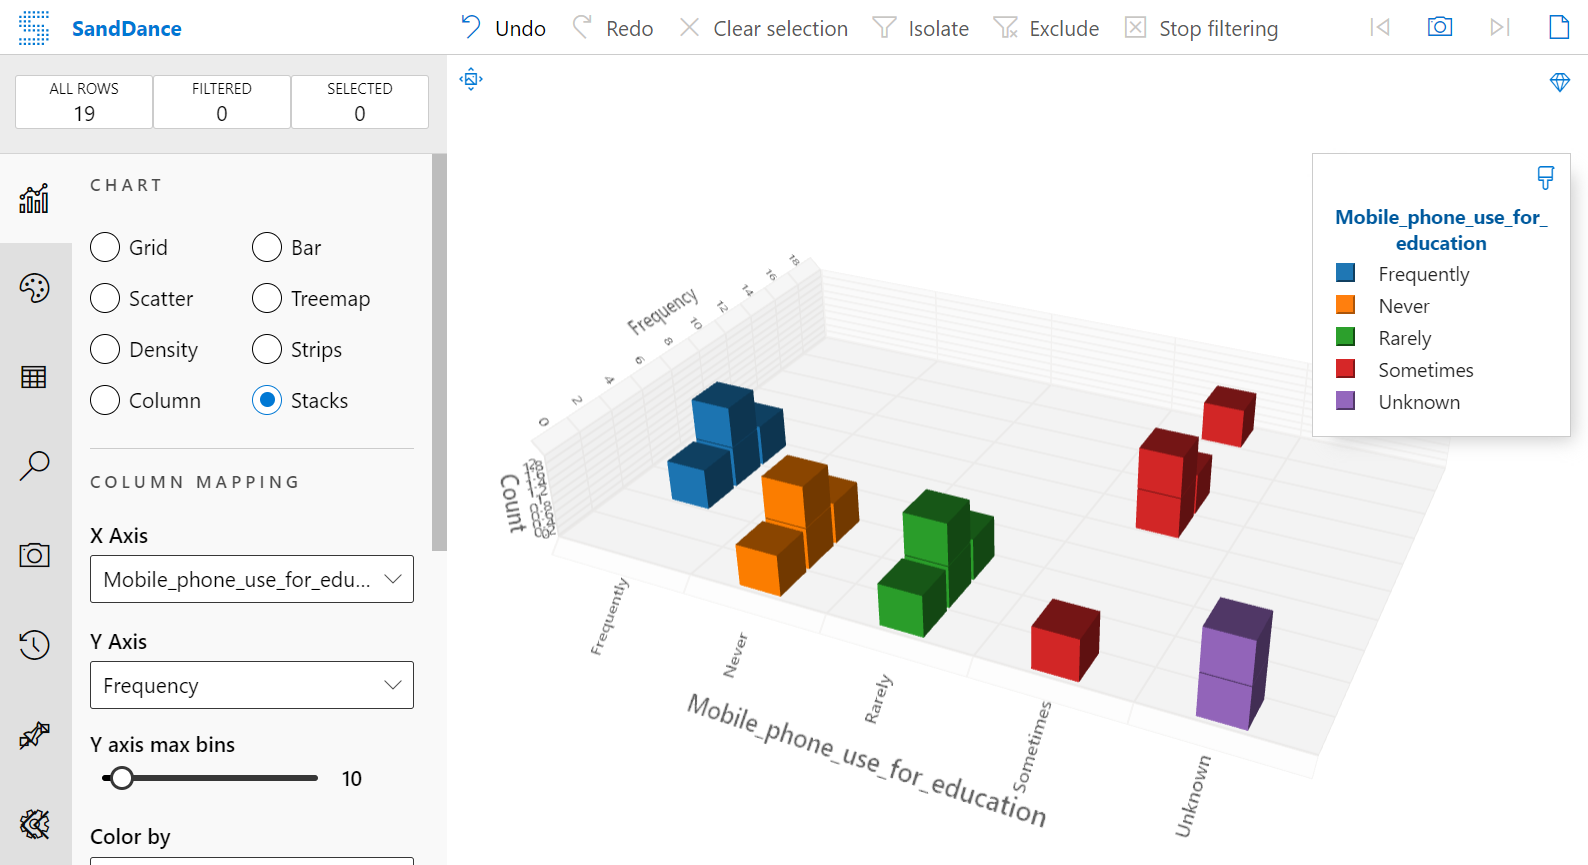 SandDance
Undo
Redo
Clear selection
Isolate
Exclude
Stop filtering
ALL ROWS
19
FILTERED
0
SELECTED
0
CHART
Grid
Bar
Scatter
Treemap
Density
Strips
Column
Stacks
COLUMN MAPPING
X Axis
Mobile_phone_use_for_edu...
Y Axis
Frequency
Y axis max bins
10
Color by
Mobile_phone_use_for_
education
Frequently
Never
Rarely
Sometimes
Unknown
Frequency
0
2
4
6
8
10
12
14
16
18
Count
Frequently
Never
Rarely
Sometimes
Unknown
Mobile_phone_use_for_education